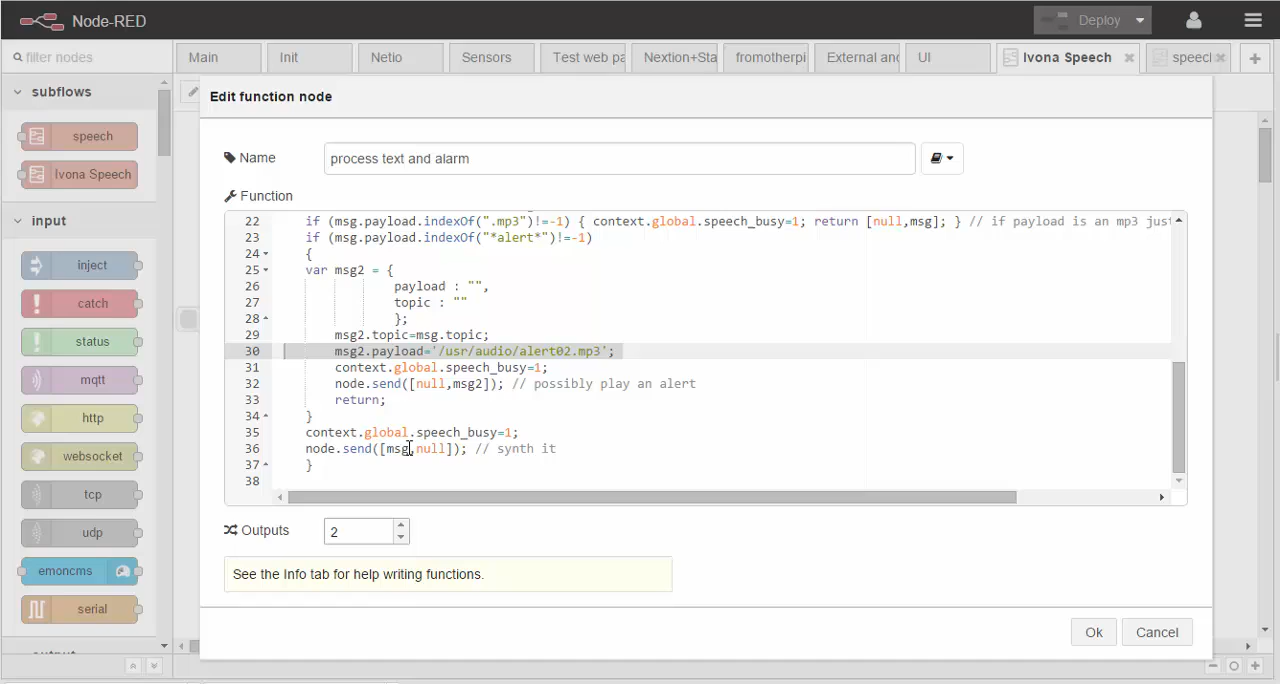 Node-RED
Deploy
filter nodes
Main
Init
Netio
Sensors
Test web pa
Nextion+Sta
fromotherpi
External an
UI
Ivona Speech
speec
subflows
speech
Ivona Speech
input
inject
catch
status
mqtt
http
websocket
tcp
udp
emoncms
serial
Edit function node
Name
process text and alarm
Function
22 if (msg.payload.indexOf(".mp3")!=-1) { context.global.speech_busy=1; return [null,msg]; } // if payload is an mp3 just
23 if (msg.payload.indexOf("*alert*")!=-1)
24 {
25 var msg2 = {
26 payload : "",
27 topic : ""
28 };
29 msg2.topic=msg.topic;
30 msg2.payload='/usr/audio/alert02.mp3';
31 context.global.speech_busy=1;
32 node.send([null,msg2]); // possibly play an alert
33 return;
34 }
35 context.global.speech_busy=1;
36 node.send([msg,null]); // synth it
37 }
38
Outputs
2
See the Info tab for help writing functions.
Ok
Cancel